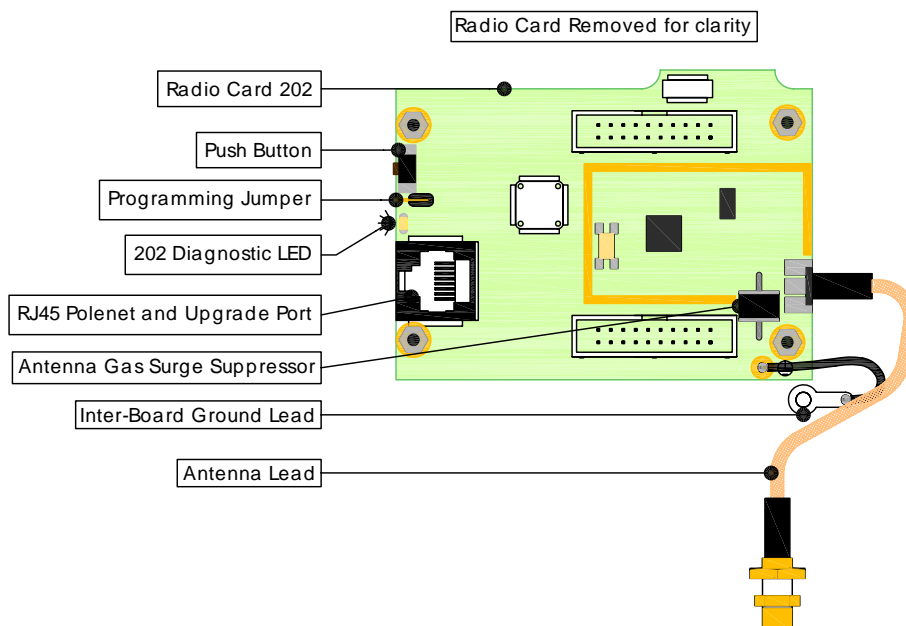 Radio Card Removed for clarity
Radio Card 202
Push Button
Programming Jumper
202 Diagnostic LED
RJ45 Polenet and Upgrade Port
Antenna Gas Surge Suppressor
Inter-Board Ground Lead
Antenna Lead